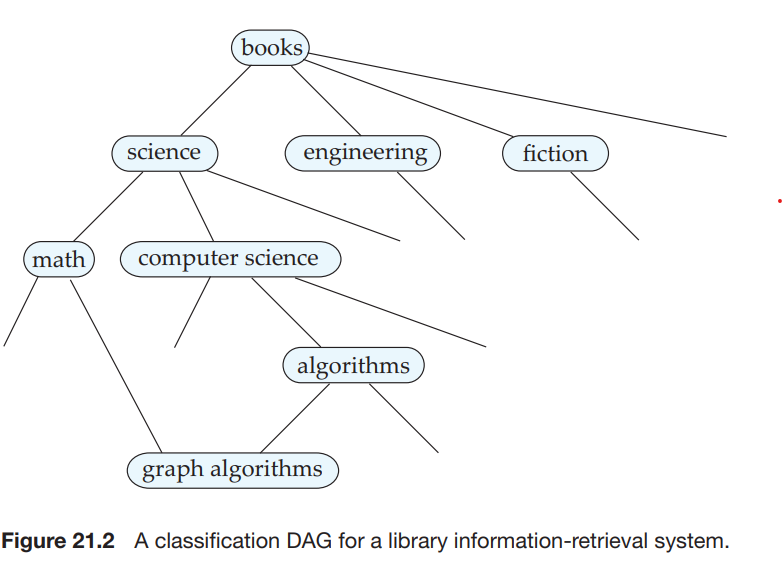 books
science
engineering
fiction
math
computer science
algorithms
graph algorithms
Figure 21.2 A classification DAG for a library information-retrieval system.